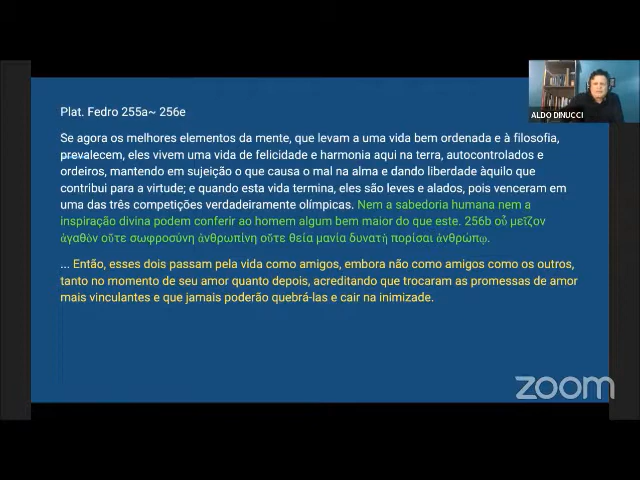 Plat. Fedro 255a~ 256e
Se agora os melhores elementos da mente, que levam a uma vida bem ordenada e à filosofia,
prevalecem, eles vivem uma vida de felicidade e harmonia aqui na terra, autocontrolados e
ordeiros, mantendo em sujeição o que causa o mal na alma e dando liberdade àquilo que
contribui para a virtude; e quando esta vida termina, eles são leves e alados, pois venceram em
uma das três competições verdadeiramente olímpicas. Nem a sabedoria humana nem a
inspiração divina podem conferir ao homem algum bem maior do que este. 256b οὗ μεῖζον
ἀγαθὸν οὔτε σωφροσύνη ἀνθρωπίνη οὔτε θεία μανία δυνατὴ πορίσαι ἀνθρώπῳ.
... Então, esses dois passam pela vida como amigos, embora não como amigos como os outros,
tanto no momento de seu amor quanto depois, acreditando que trocaram as promessas de amor
mais vinculantes e que jamais poderão quebrá-las e cair na inimizade.
ALDO DINUCCI
zoom